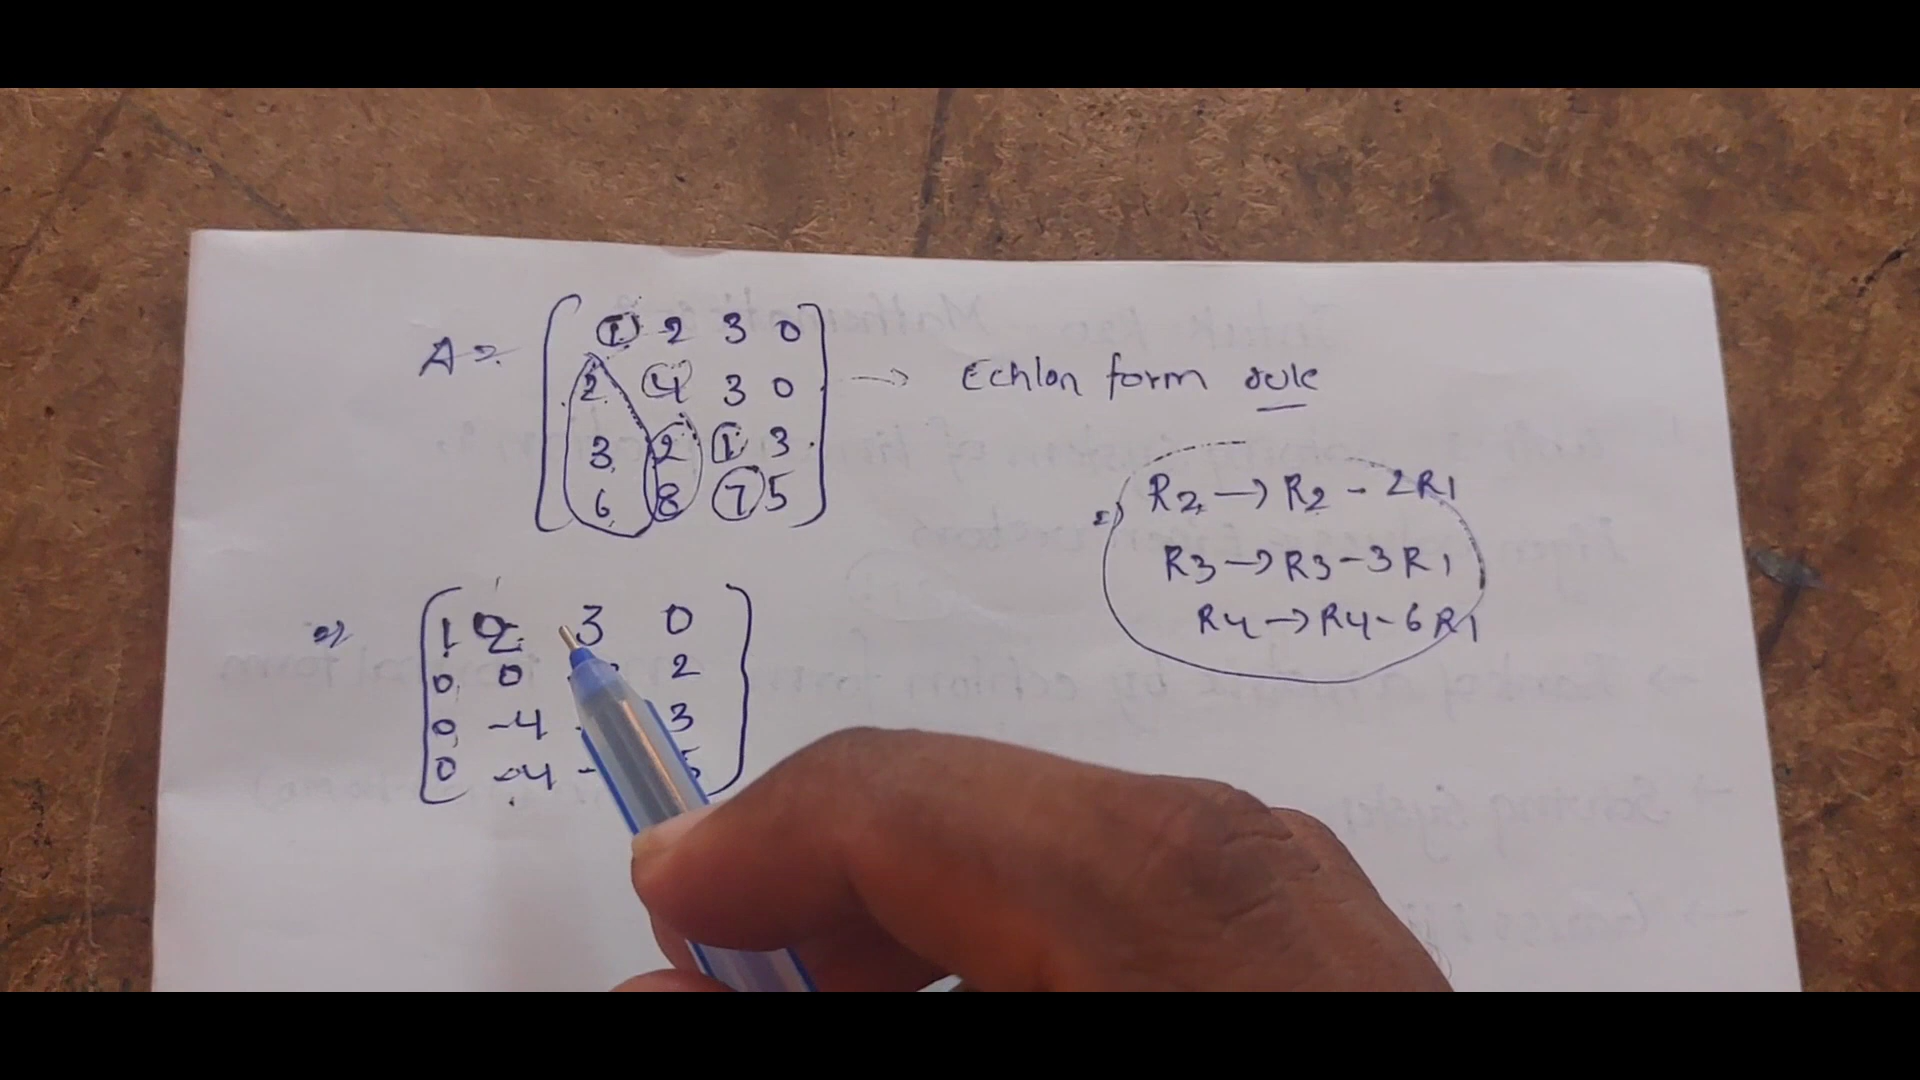 A =
1 2 3 0
2 4 3 0
3 2 1 3
6 8 7 5
→ Echlon form rule
R2 → R2 - 2R1
R3 → R3 - 3R1
R4 → R4 - 6R1
1 2 3 0
0 0 2
0 -4 3
0 -4